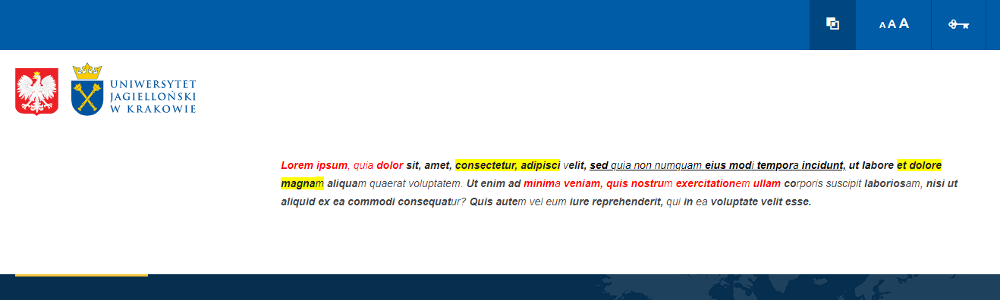 A A A
UNIWERSYTET
JAGIELLOŃSKI
W KRAKOWIE
Lorem ipsum, quia dolor sit, amet, consectetur, adipisci velit, sed quia non numquam eius modi tempora incidunt, ut labore et dolore
magnam aliquam quaerat voluptatem. Ut enim ad minima veniam, quis nostrum exercitationem ullam corporis suscipit laboriosam, nisi ut
aliquid ex ea commodi consequatur? Quis autem vel eum iure reprehenderit, qui in ea voluptate velit esse.